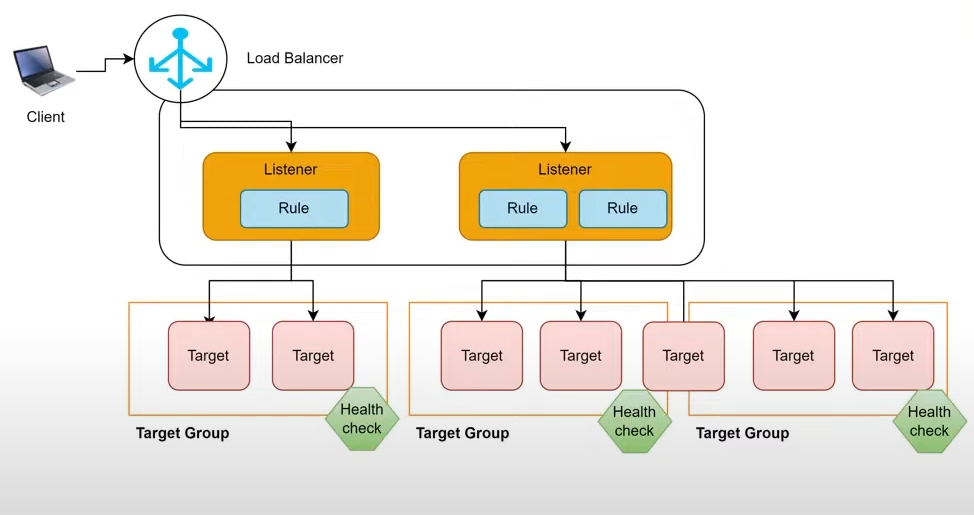 Load Balancer
Client
Listener
Listener
Rule
Rule
Rule
Target
Target
Target
Target
Target
Target
Target
Health
check
Health
check
Health
check
Target Group
Target Group
Target Group